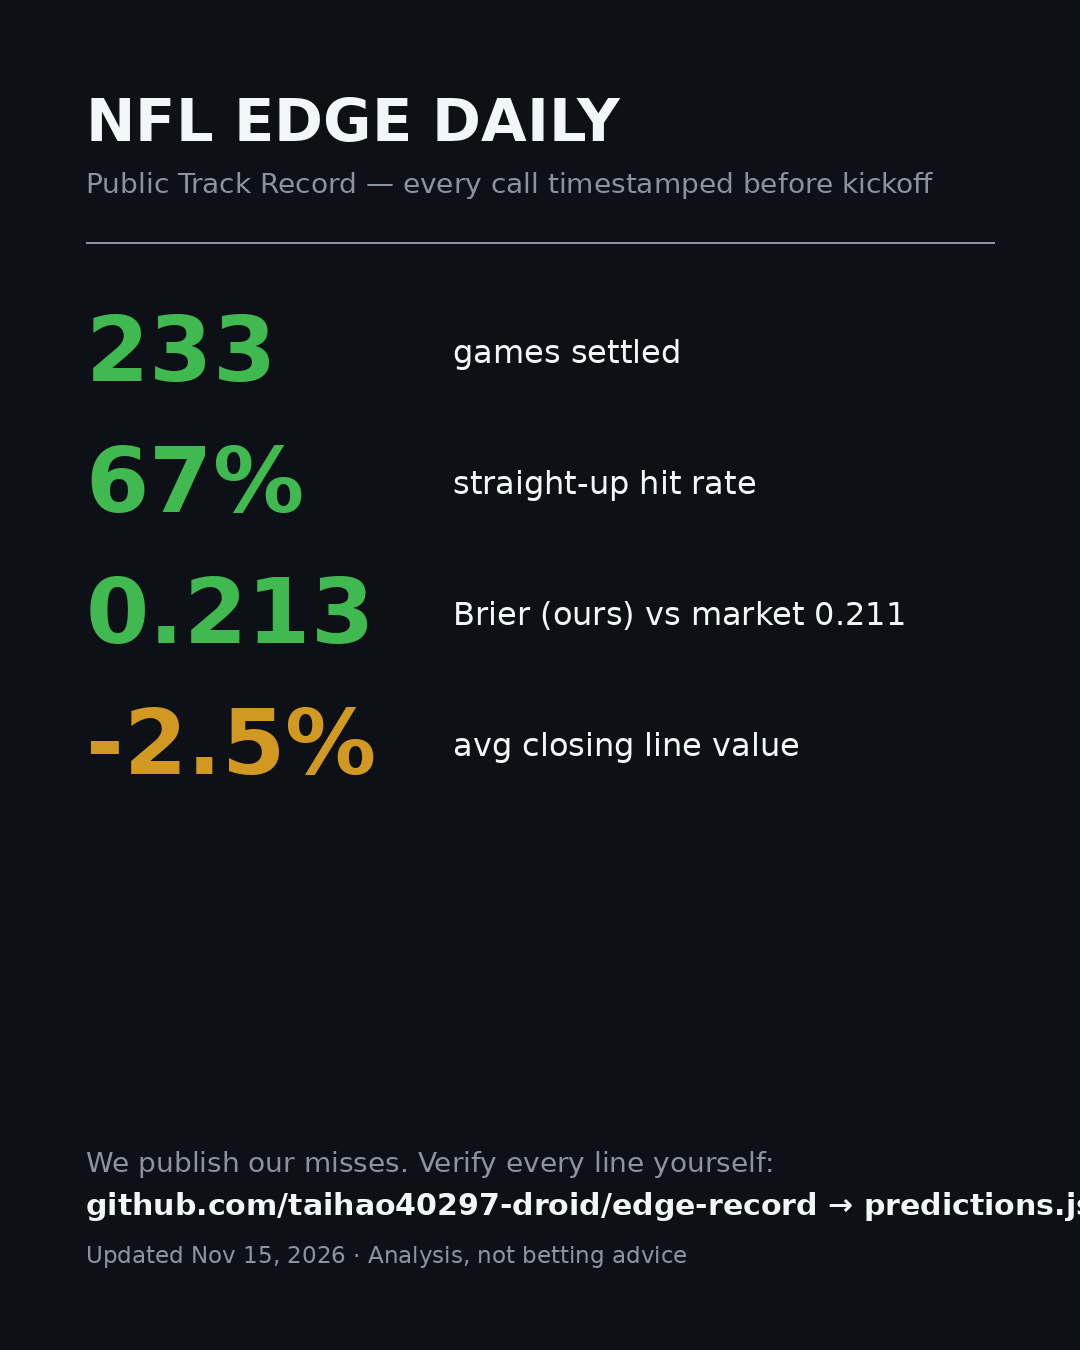 NFL EDGE DAILY
Public Track Record — every call timestamped before kickoff
233 games settled
67% straight-up hit rate
0.213 Brier (ours) vs market 0.211
-2.5% avg closing line value
We publish our misses. Verify every line yourself:
github.com/taihao40297-droid/edge-record → predictions.js
Updated Nov 15, 2026 · Analysis, not betting advice